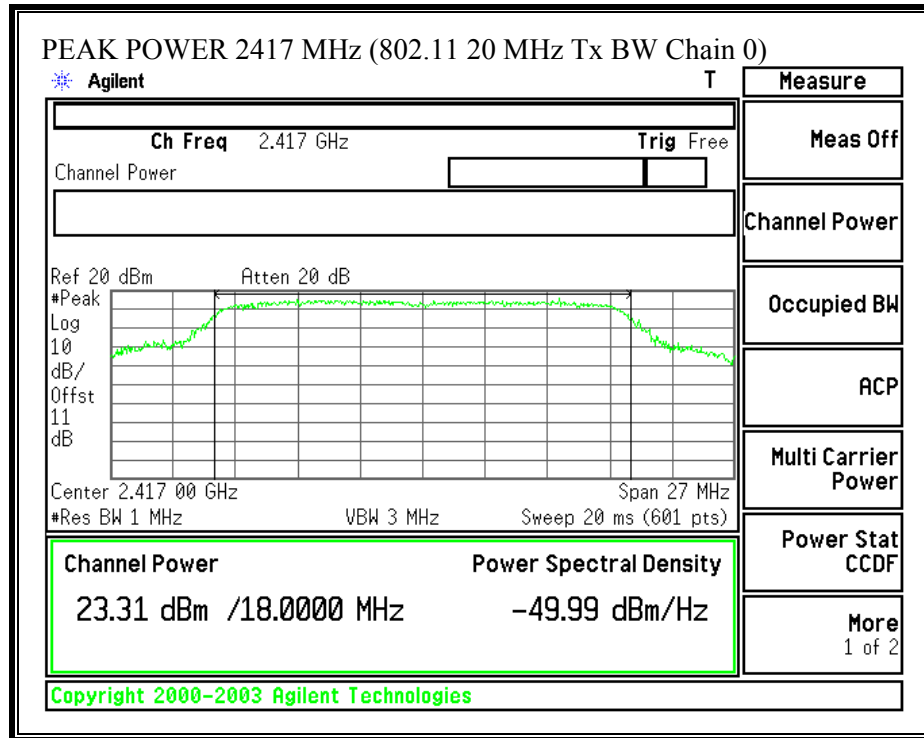 PEAK POWER 2417 MHz (802.11 20 MHz Tx BW Chain 0)
Agilent T
Measure
Ch Freq 2.417 GHz Trig Free
Channel Power
Meas Off
Channel Power
Occupied BW
ACP
Multi Carrier
Power
Power Stat
CCDF
More
1 of 2
Ref 20 dBm Atten 20 dB
#Peak
Log
10
dB/
Offst
11
dB
Center 2.417 00 GHz Span 27 MHz
#Res BW 1 MHz VBW 3 MHz Sweep 20 ms (601 pts)
Channel Power Power Spectral Density
23.31 dBm /18.0000 MHz -49.99 dBm/Hz
Copyright 2000-2003 Agilent Technologies